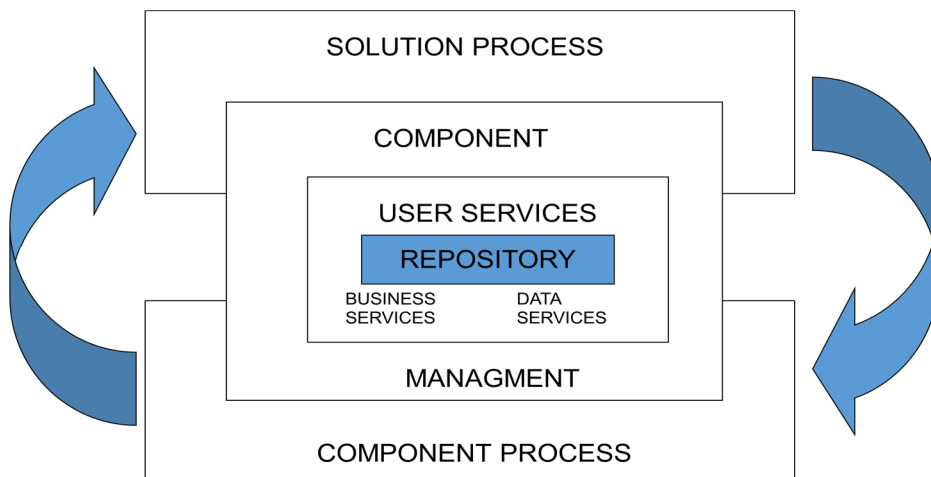 SOLUTION PROCESS
COMPONENT
USER SERVICES
REPOSITORY
BUSINESS SERVICES
DATA SERVICES
MANAGMENT
COMPONENT PROCESS